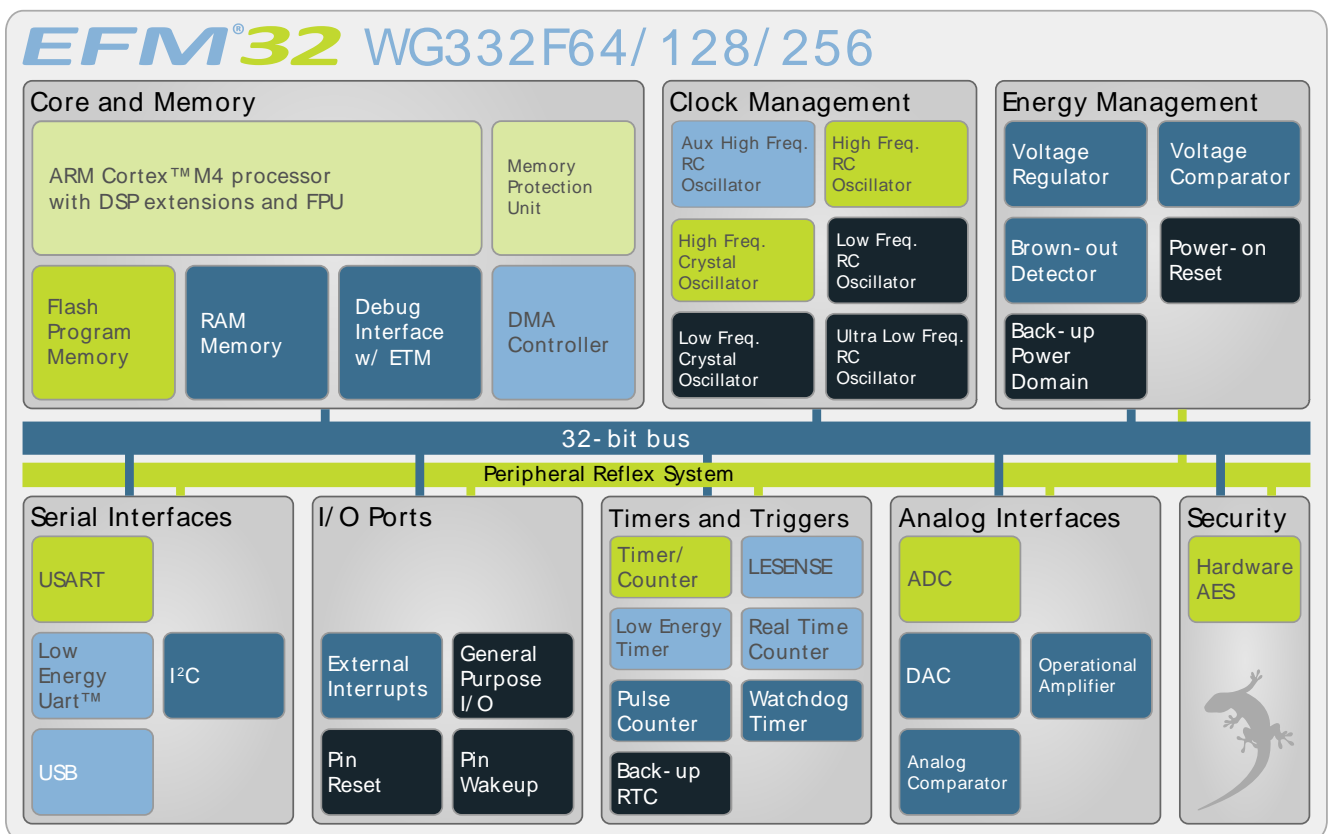 EFM®32 WG332F64/128/256
Core and Memory
ARM Cortex™ M4 processor
with DSP extensions and FPU
Memory
Protection
Unit
Flash
Program
Memory
RAM
Memory
Debug
Interface
w/ ETM
DMA
Controller
Clock Management
Aux High Freq.
RC
Oscillator
High Freq.
RC
Oscillator
High Freq.
Crystal
Oscillator
Low Freq.
RC
Oscillator
Low Freq.
Crystal
Oscillator
Ultra Low Freq.
RC
Oscillator
Energy Management
Voltage
Regulator
Voltage
Comparator
Brown-out
Detector
Power-on
Reset
Back-up
Power
Domain
32-bit bus
Peripheral Reflex System
Serial Interfaces
USART
Low
Energy
Uart™
I²C
USB
I/O Ports
External
Interrupts
General
Purpose
I/O
Pin
Reset
Pin
Wakeup
Timers and Triggers
Timer/
Counter
LESENSE
Low Energy
Timer
Real Time
Counter
Pulse
Counter
Watchdog
Timer
Back-up
RTC
Analog Interfaces
ADC
DAC
Operational
Amplifier
Analog
Comparator
Security
Hardware
AES